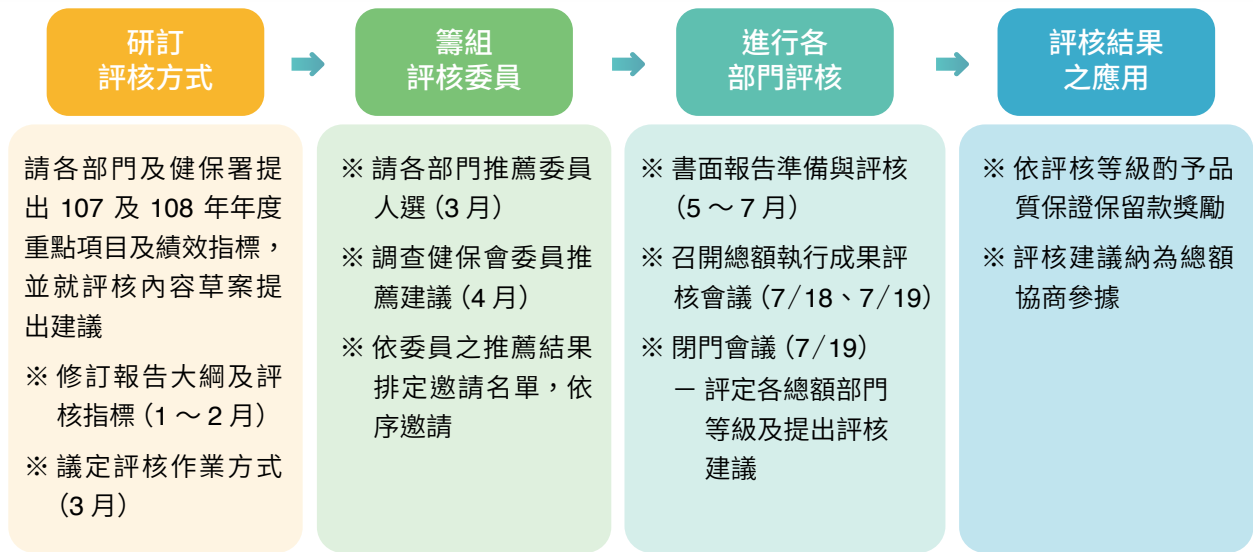 研訂
評核方式
請各部門及健保署提
出 107 及 108 年年度
重點項目及績效指標，
並就評核內容草案提
出建議
※ 修訂報告大綱及評
核指標（1～2 月）
※ 議定評核作業方式
（3 月）
籌組
評核委員
※ 請各部門推薦委員
人選（3 月）
※ 調查健保會委員推
薦建議（4 月）
※ 依委員之推薦結果
排定邀請名單，依
序邀請
進行各
部門評核
※ 書面報告準備與評核
（5～7 月）
※ 召開總額執行成果評
核會議（7/18、7/19）
※ 閉門會議（7/19）
－ 評定各總額部門
等級及提出評核
建議
評核結果
之應用
※ 依評核等級酌予品
質保證保留款獎勵
※ 評核建議納為總額
協商參據